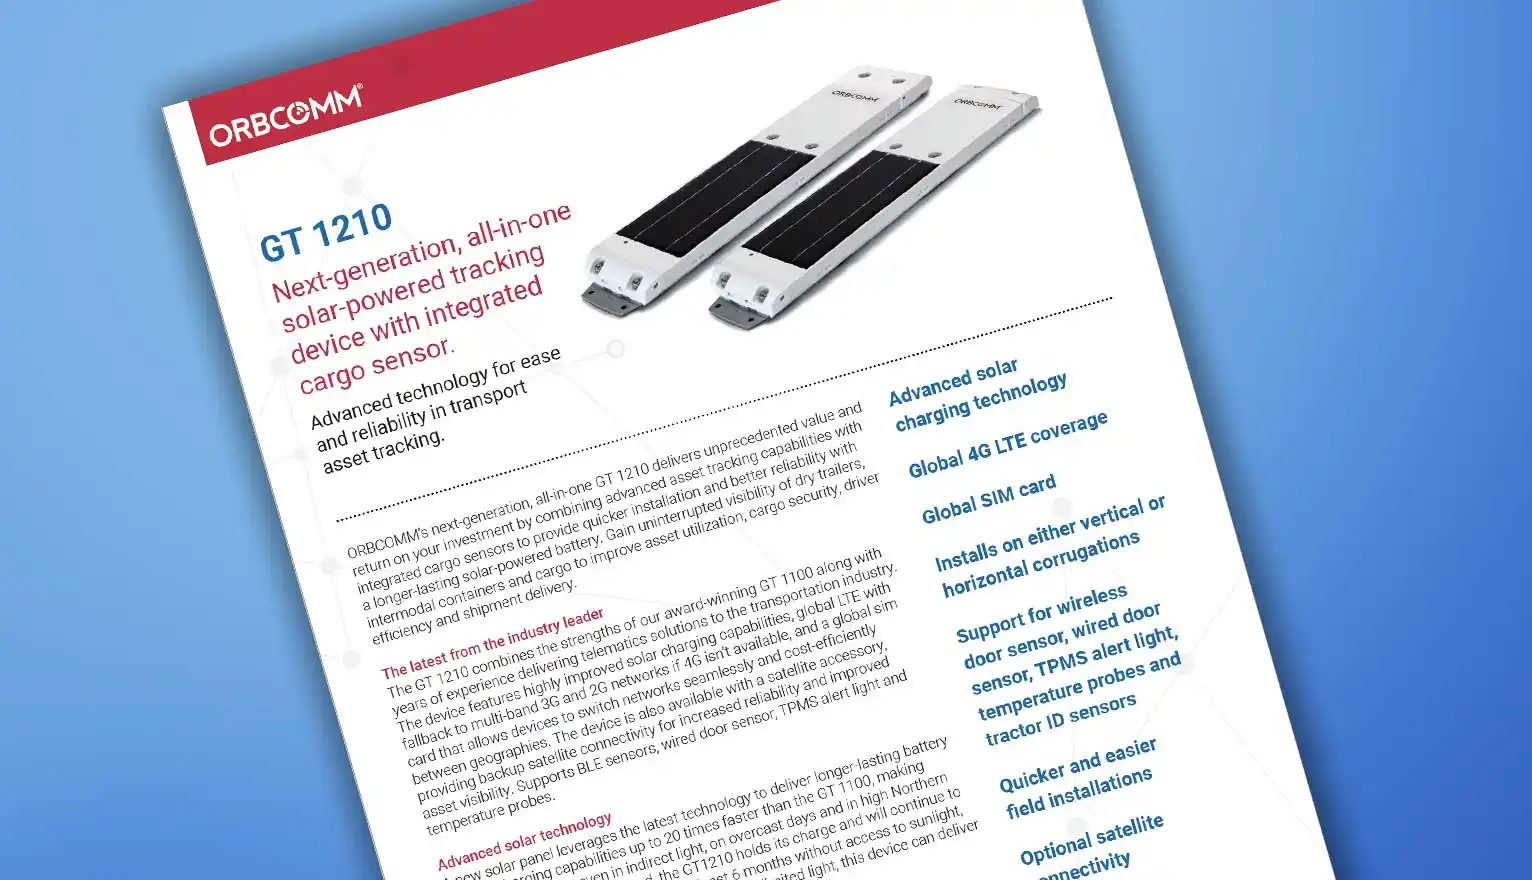 ORBCOMM®
ORBCOMM
ORBCOMM
GT 1210
Next-generation, all-in-one
solar-powered tracking
device with integrated
cargo sensor.
Advanced technology for ease
and reliability in transport
asset tracking.
ORBCOMM's next-generation, all-in-one GT 1210 delivers unprecedented value and
return on your investment by combining advanced asset tracking capabilities with
integrated cargo sensors to provide quicker installation and better reliability with
a longer-lasting solar-powered battery. Gain uninterrupted visibility of dry trailers,
intermodal containers and cargo to improve asset utilization, cargo security, driver
efficiency and shipment delivery.
The latest from the industry leader
The GT 1210 combines the strengths of our award-winning GT 1100 along with
years of experience delivering telematics solutions to the transportation industry.
The device features highly improved solar charging capabilities, global LTE with
fallback to multi-band 3G and 2G networks if 4G isn't available, and a global sim
card that allows devices to switch networks seamlessly and cost-efficiently
between geographies. The device is also available with a satellite accessory,
providing backup satellite connectivity for increased reliability and improved
asset visibility. Supports BLE sensors, wired door sensor, TPMS alert light and
temperature probes.
Advanced solar technology
new solar panel leverages the latest technology to deliver longer-lasting battery
capabilities up to 20 times faster than the GT 1100, making
in indirect light, on overcast days and in high Northern
the GT1210 holds its charge and will continue to
6 months without access to sunlight,
light, this device can deliver
Advanced solar
charging technology
Global 4G LTE coverage
Global SIM card
Installs on either vertical or
horizontal corrugations
Support for wireless
door sensor, wired door
sensor, TPMS alert light,
temperature probes and
tractor ID sensors
Quicker and easier
field installations
Optional satellite